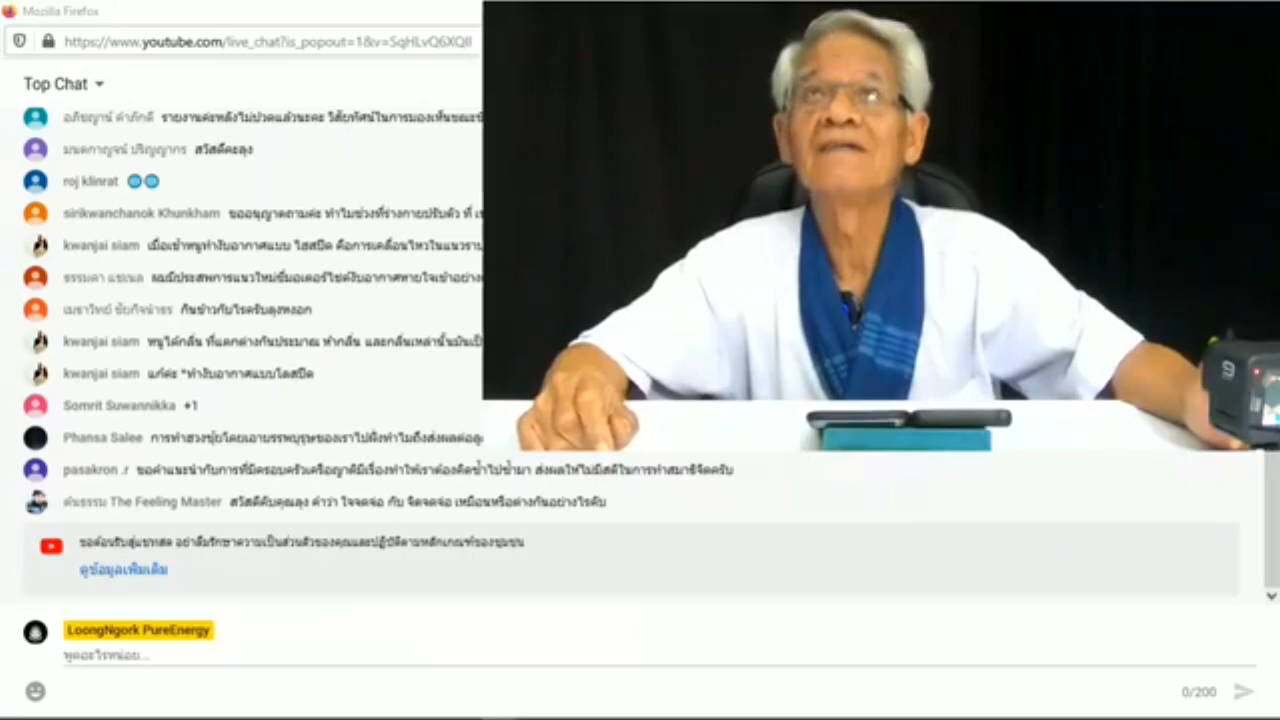 Mozilla Firefox
https://www.youtube.com/live_chat?is_popout=1&v=SqHLvQ6XQII
Top Chat
อภิชญาน์ คำภักดี รายงานค่ะหลังไม่ปวดแล้วนะคะ วิสัยทัศน์ในการมองเห็นขณะขั
มนตกาญจน์ ปริญญากร สวัสดีคะลุง
roj klinrat
sirikwanchanok Khunkham ขออนุญาตถามค่ะ ทำไมช่วงที่ร่างกายปรับตัว ที่
kwanjai siam เมื่อเช้าหนูทำงับอากาศแบบ ไฮสปีด คือการเคลื่อนไหวในแนวราบ
ธรรมดา แชเนล ผมมีประสพการแนวใหม่ขี่มอเตอร์ไซค์งับอากาศหายใจเข้าอย่าง
เมธาวิทย์ ชัยกิจนำธร กินข้าวกับไรครับลุงหงอก
kwanjai siam หนูได้กลิ่น ที่แตกต่างกันประมาณ ห้ากลิ่น และกลิ่นเหล่านั้นมันเป็
kwanjai siam แก้ค่ะ *ทำงับอากาศแบบโลสปีด
Somrit Suwannikka +1
Phansa Salee การทำฮวงซุ้ยโดยเอาบรรพบุรุษของเราไปฝังทำไมถึงส่งผลต่อลู
pasakron .r ขอคำแนะนำกับการที่มีครอบครัวเครือญาติมีเรื่องทำให้เราต้องคิดซ้ำไปซ้ำมา ส่งผลให้ไม่มีสติในการทำสมาธิจิตครับ
ต้นธรรม The Feeling Master สวัสดีคับคุณลุง คำว่า ใจจดจ่อ กับ จิตจดจ่อ เหมือนหรือต่างกันอย่างไรคับ
ขอต้อนรับสู่แชทสด อย่าลืมรักษาความเป็นส่วนตัวของคุณและปฏิบัติตามหลักเกณฑ์ของชุมชน
ดูข้อมูลเพิ่มเติม
LoongNgork PureEnergy
พูดอะไรหน่อย...
0/200
9